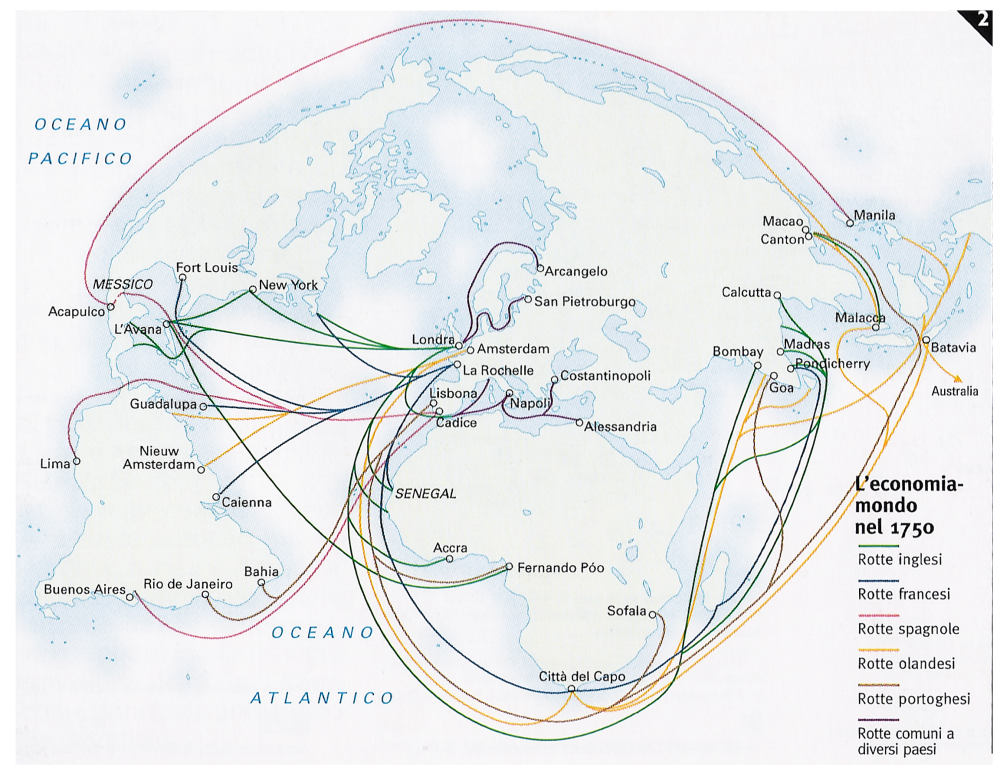 2
OCEANO
PACIFICO
Manila
Macao
Canton
Fort Louis
MESSICO
New York
Arcangelo
San Pietroburgo
Calcutta
Acapulco
L'Avana
Malacca
Londra
Amsterdam
Madras
Batavia
Bombay
Pondicherry
La Rochelle
Costantinopoli
Goa
Australia
Lisbona
Napoli
Guadalupa
Cadice
Alessandria
Nieuw
Amsterdam
Lima
Caienna
SENEGAL
L'economia-
mondo
nel 1750
Accra
Fernando Póo
Rotte inglesi
Bahia
Rio de Janeiro
Buenos Aires
Rotte francesi
Sofala
OCEANO
Rotte spagnole
ATLANTICO
Città del Capo
Rotte olandesi
Rotte portoghesi
Rotte comuni a
diversi paesi